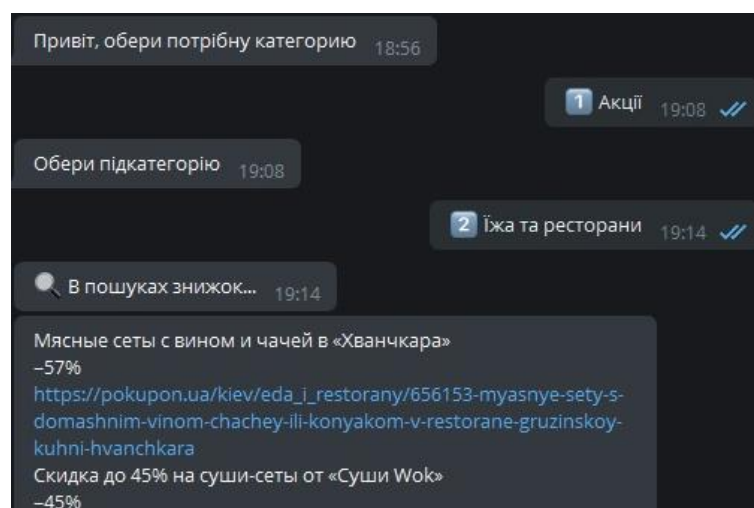 Привіт, обери потрібну категорию 18:56
1 Акції 19:08
Обери підкатегорію 19:08
2 Їжа та ресторани 19:14
В пошуках знижок... 19:14
Мясные сеты с вином и чачей в «Хванчкара»
–57%
https://pokupon.ua/kiev/eda_i_restorany/656153-myasnye-sety-s-
domashnim-vinom-chachey-ili-konyakom-v-restorane-gruzinskoy-
kuhni-hvanchkara
Скидка до 45% на суши-сеты от «Суши Wok»
–45%